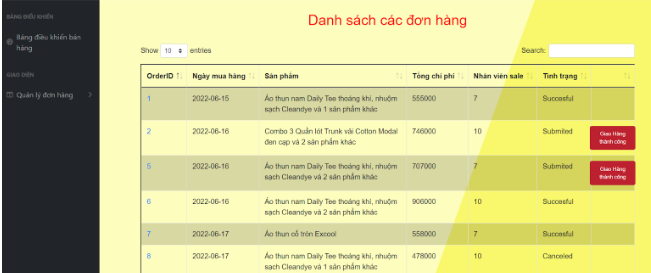 BẢNG ĐIỀU KHIỂN
Bảng điều khiển bán
hàng
GIAO DIỆN
Quản lý đơn hàng
Danh sách các đơn hàng
Show 10 entries Search:
OrderID Ngày mua hàng Sản phẩm Tổng chi phí Nhân viên sale Tình trạng
1 2022-06-15 Áo thun nam Daily Tee thoáng khí, nhuộm 555000 7 Succesful
sạch Cleandye và 1 sản phẩm khác
2 2022-06-16 Combo 3 Quần lót Trunk vải Cotton Modal 746000 10 Submited Giao Hàng
đen cạp và 2 sản phẩm khác thành công
5 2022-06-16 Áo thun nam Daily Tee thoáng khí, nhuộm 707000 7 Submited Giao Hàng
sạch Cleandye và 2 sản phẩm khác thành công
6 2022-06-16 Áo thun nam Daily Tee thoáng khí, nhuộm 906000 10 Succesful
sạch Cleandye và 2 sản phẩm khác
7 2022-06-17 Áo thun cổ tròn Excool 558000 7 Succesful
8 2022-06-17 Áo thun nam Daily Tee thoáng khí, nhuộm 478000 10 Canceled
sạch Cleandye và 1 sản phẩm khác